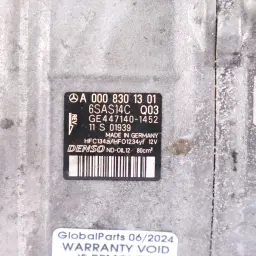 A 000 830 13 01
6SAS14C Q03
GE447140-1452
11 S 01939
REV
MADE IN GERMANY
HFC134a/HFO1234yf 12V
DENSO ND-OIL12 80cm³
GlobalParts 06/2024
WARRANTY VOID